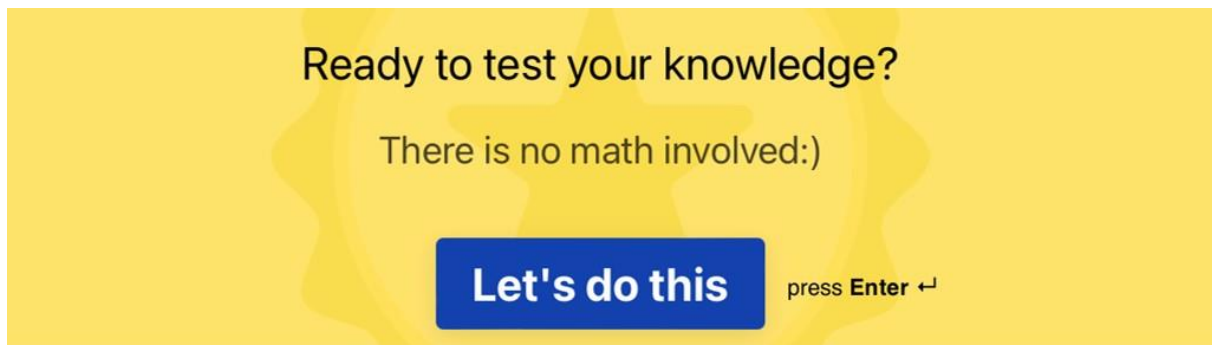 Ready to test your knowledge?
There is no math involved:)
Let's do this
press Enter ↵